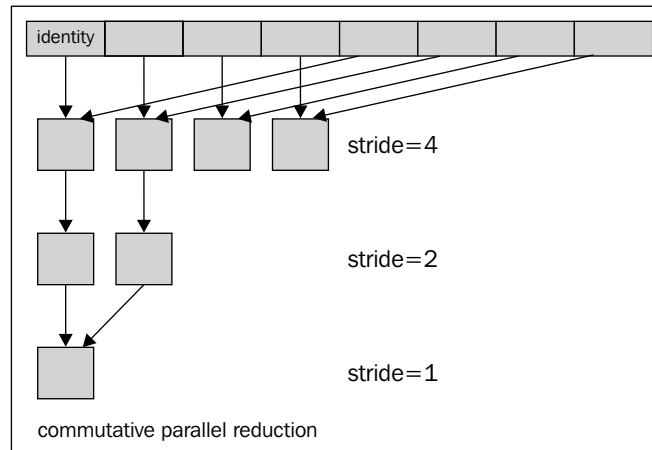 identity
stride=4
stride=2
stride=1
commutative parallel reduction